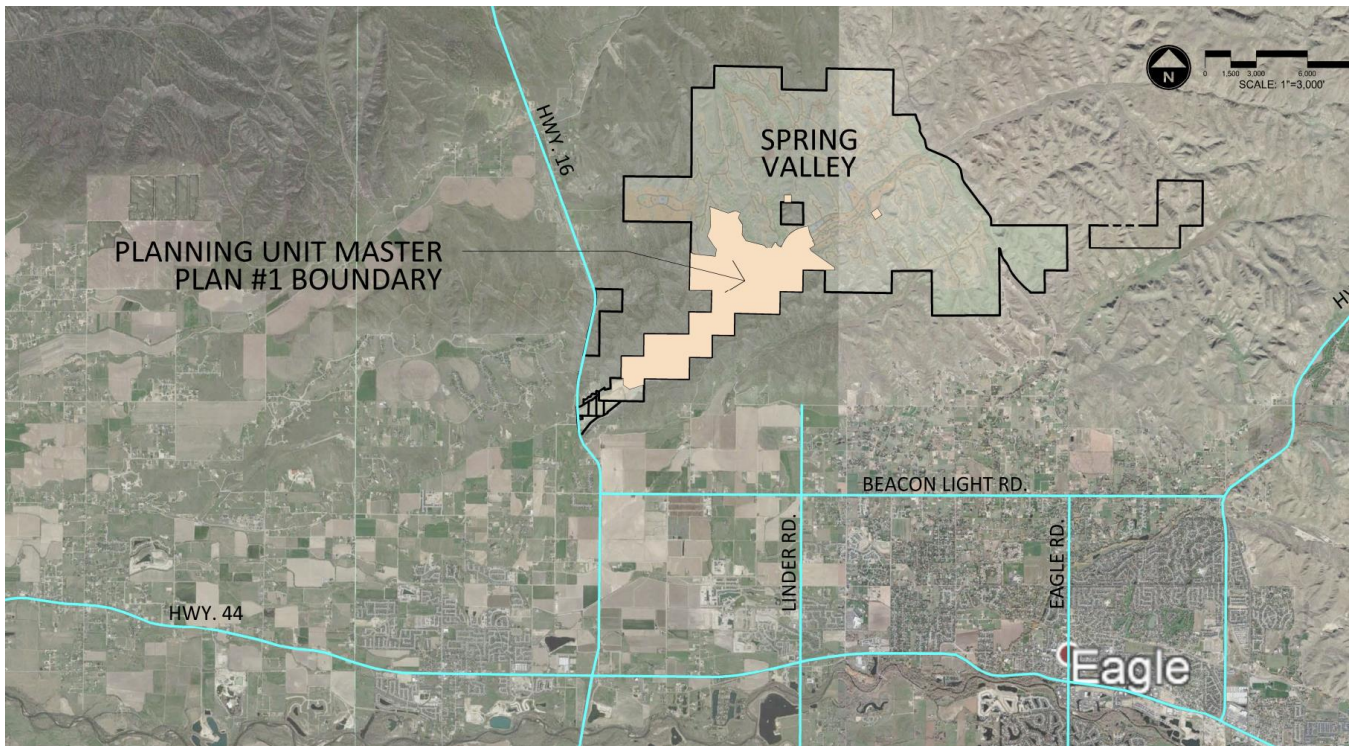 N
0 1,500 3,000 6,000
SCALE: 1"=3,000'
HWY. 16
SPRING
VALLEY
PLANNING UNIT MASTER
PLAN #1 BOUNDARY
BEACON LIGHT RD.
LINDER RD.
EAGLE RD.
HWY. 44
Eagle